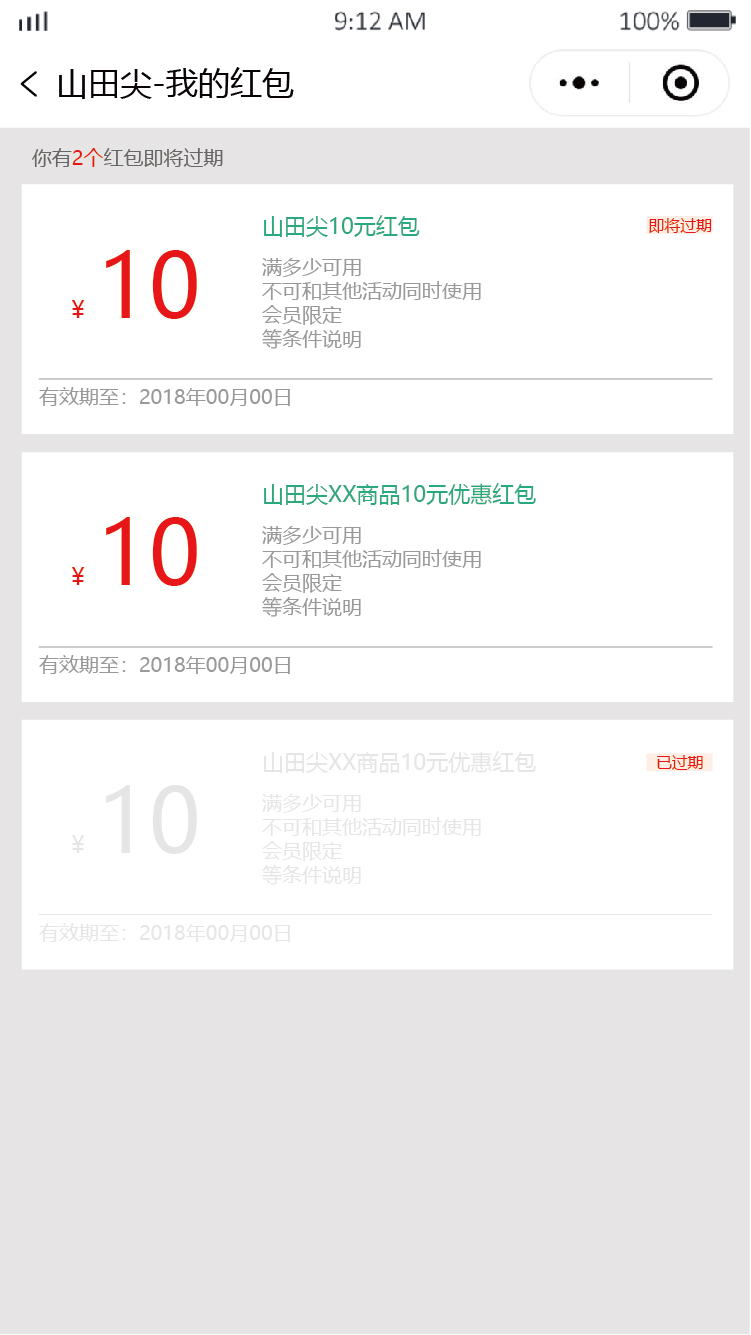 9:12 AM
100%
山田尖-我的红包
你有2个红包即将过期
山田尖10元红包
即将过期
¥ 10
满多少可用
不可和其他活动同时使用
会员限定
等条件说明
有效期至：2018年00月00日
山田尖XX商品10元优惠红包
¥ 10
满多少可用
不可和其他活动同时使用
会员限定
等条件说明
有效期至：2018年00月00日
山田尖XX商品10元优惠红包
已过期
¥ 10
满多少可用
不可和其他活动同时使用
会员限定
等条件说明
有效期至：2018年00月00日